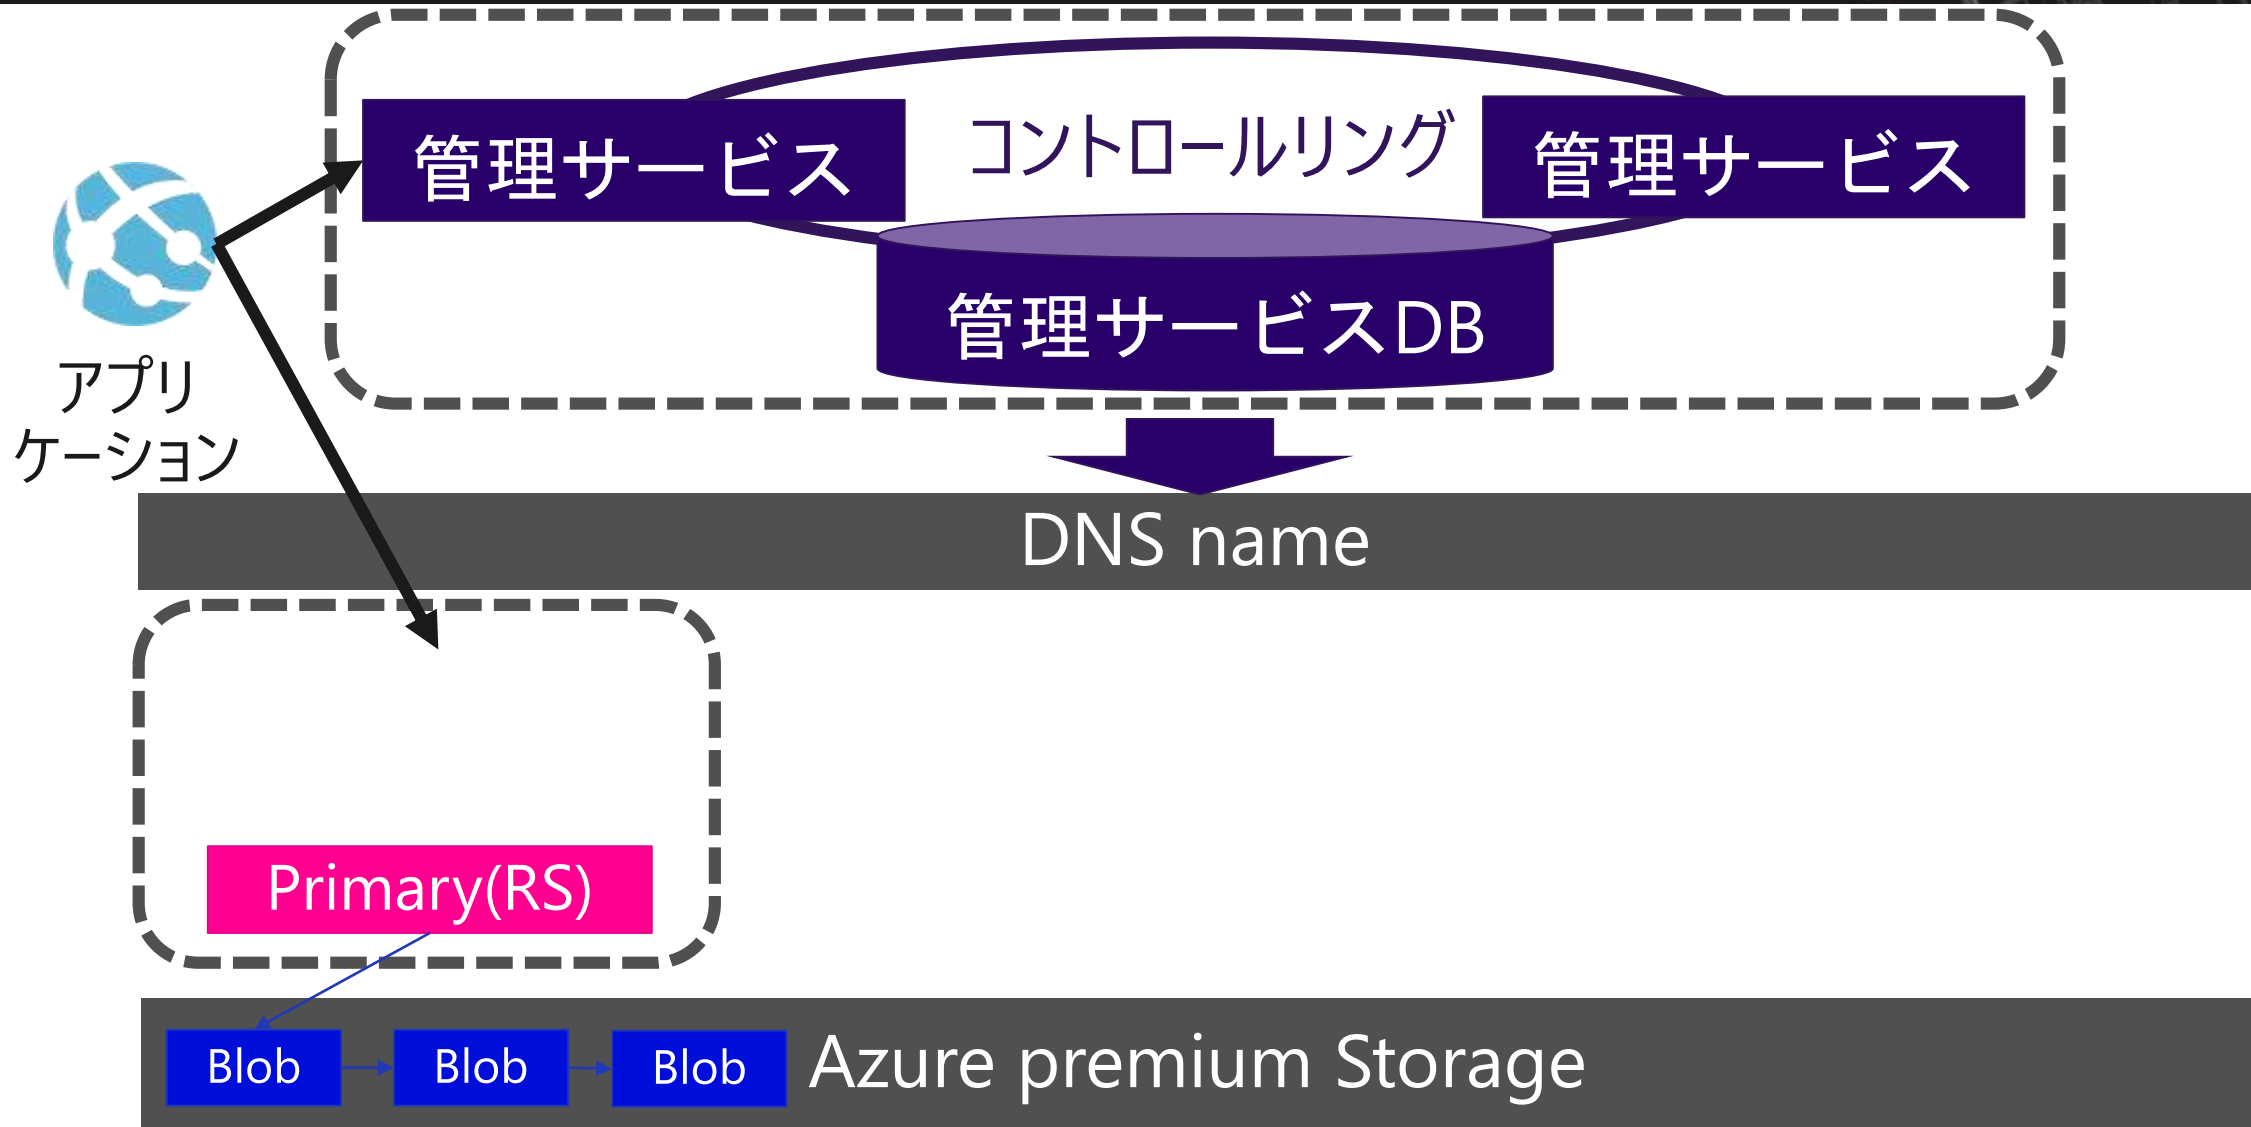 コントロールリング
管理サービス
管理サービス
管理サービスDB
アプリ
ケーション
DNS name
Primary(RS)
Blob
Blob
Blob
Azure premium Storage